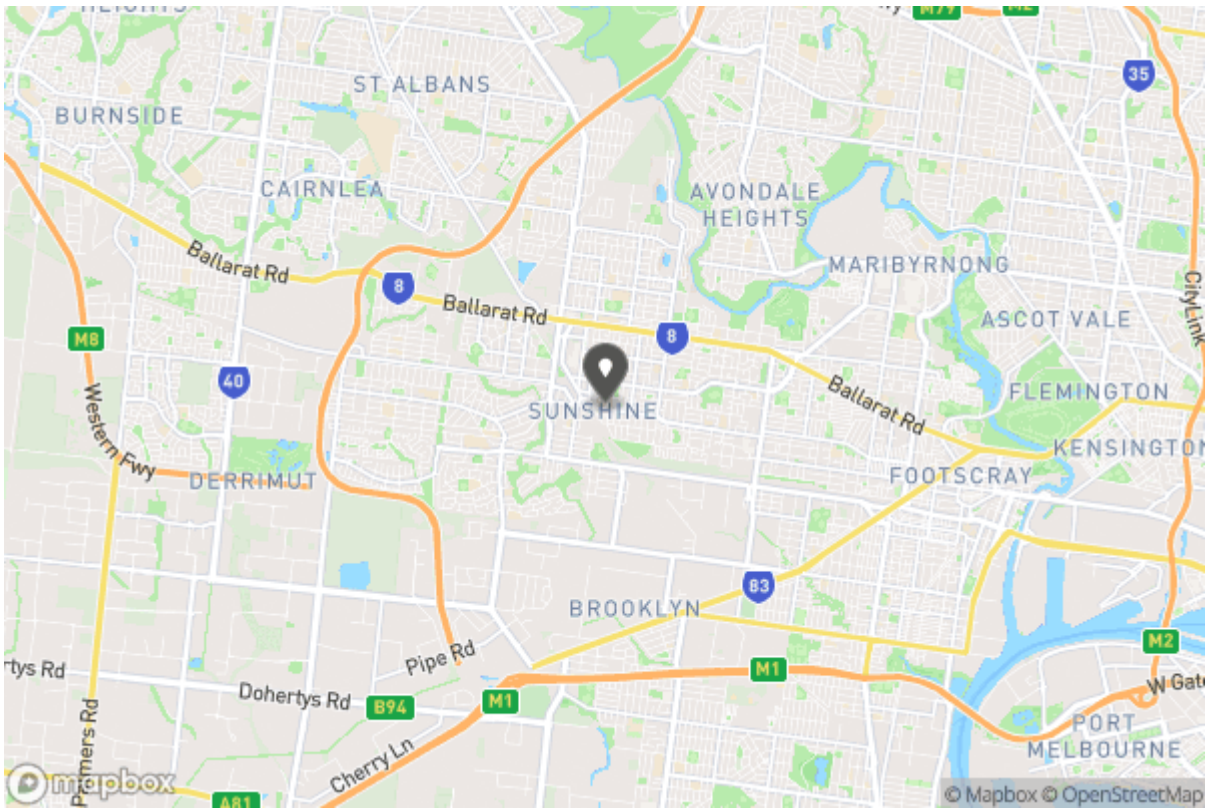 HEIGHTS
M79
M2
35
ST ALBANS
BURNSIDE
CAIRNLEA
AVONDALE
HEIGHTS
Ballarat Rd
MARIBYRNONG
8
Ballarat Rd
8
ASCOT VALE
CityLink
M8
40
Ballarat Rd
FLEMINGTON
SUNSHINE
Western Fwy
KENSINGTON
DERRIMUT
FOOTSCRAY
83
BROOKLYN
M2
Pipe Rd
M1
rtys Rd
W Gate
Dohertys Rd
B94
M1
Palmers Rd
PORT
MELBOURNE
Cherry Ln
mapbox
A81
© Mapbox © OpenStreetMap